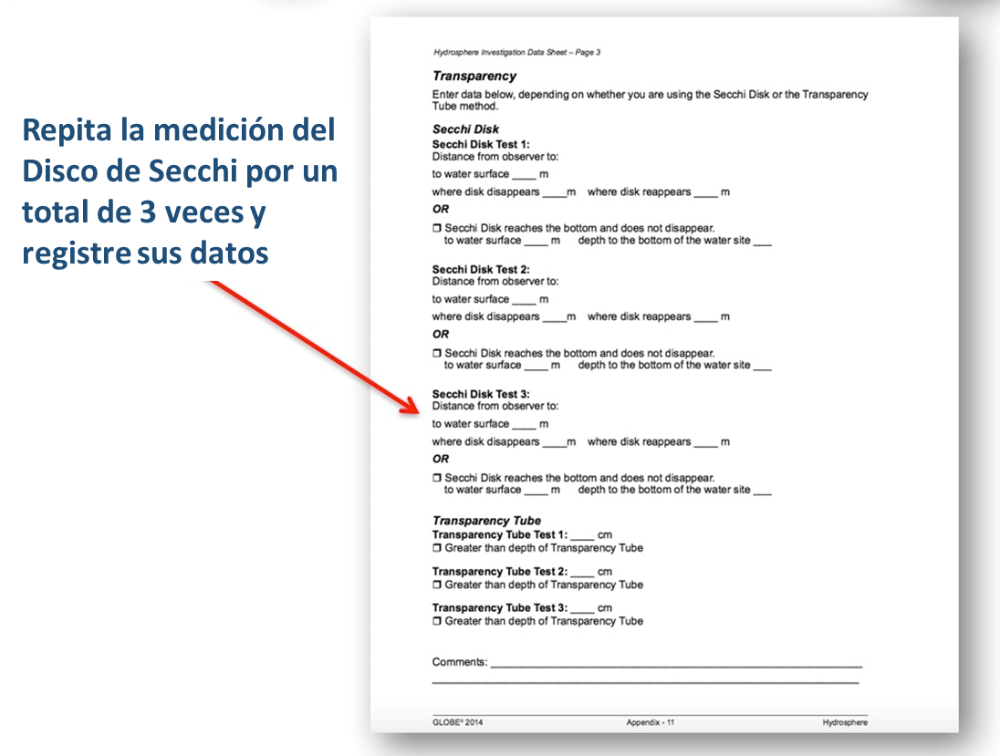 Repita la medición del
Disco de Secchi por un
total de 3 veces y
registre sus datos
Hydrosphere Investigation Data Sheet – Page 3
Transparency
Enter data below, depending on whether you are using the Secchi Disk or the Transparency
Tube method.
Secchi Disk
Secchi Disk Test 1:
Distance from observer to:
to water surface ____ m
where disk disappears ____m where disk reappears ____ m
OR
❒ Secchi Disk reaches the bottom and does not disappear.
to water surface ____ m depth to the bottom of the water site ___
Secchi Disk Test 2:
Distance from observer to:
to water surface ____ m
where disk disappears ____m where disk reappears ____ m
OR
❒ Secchi Disk reaches the bottom and does not disappear.
to water surface ____ m depth to the bottom of the water site ___
Secchi Disk Test 3:
Distance from observer to:
to water surface ____ m
where disk disappears ____m where disk reappears ____ m
OR
❒ Secchi Disk reaches the bottom and does not disappear.
to water surface ____ m depth to the bottom of the water site ___
Transparency Tube
Transparency Tube Test 1: ____ cm
❒ Greater than depth of Transparency Tube
Transparency Tube Test 2: ____ cm
❒ Greater than depth of Transparency Tube
Transparency Tube Test 3: ____ cm
❒ Greater than depth of Transparency Tube
Comments: ____
GLOBE® 2014 Appendix - 11 Hydrosphere